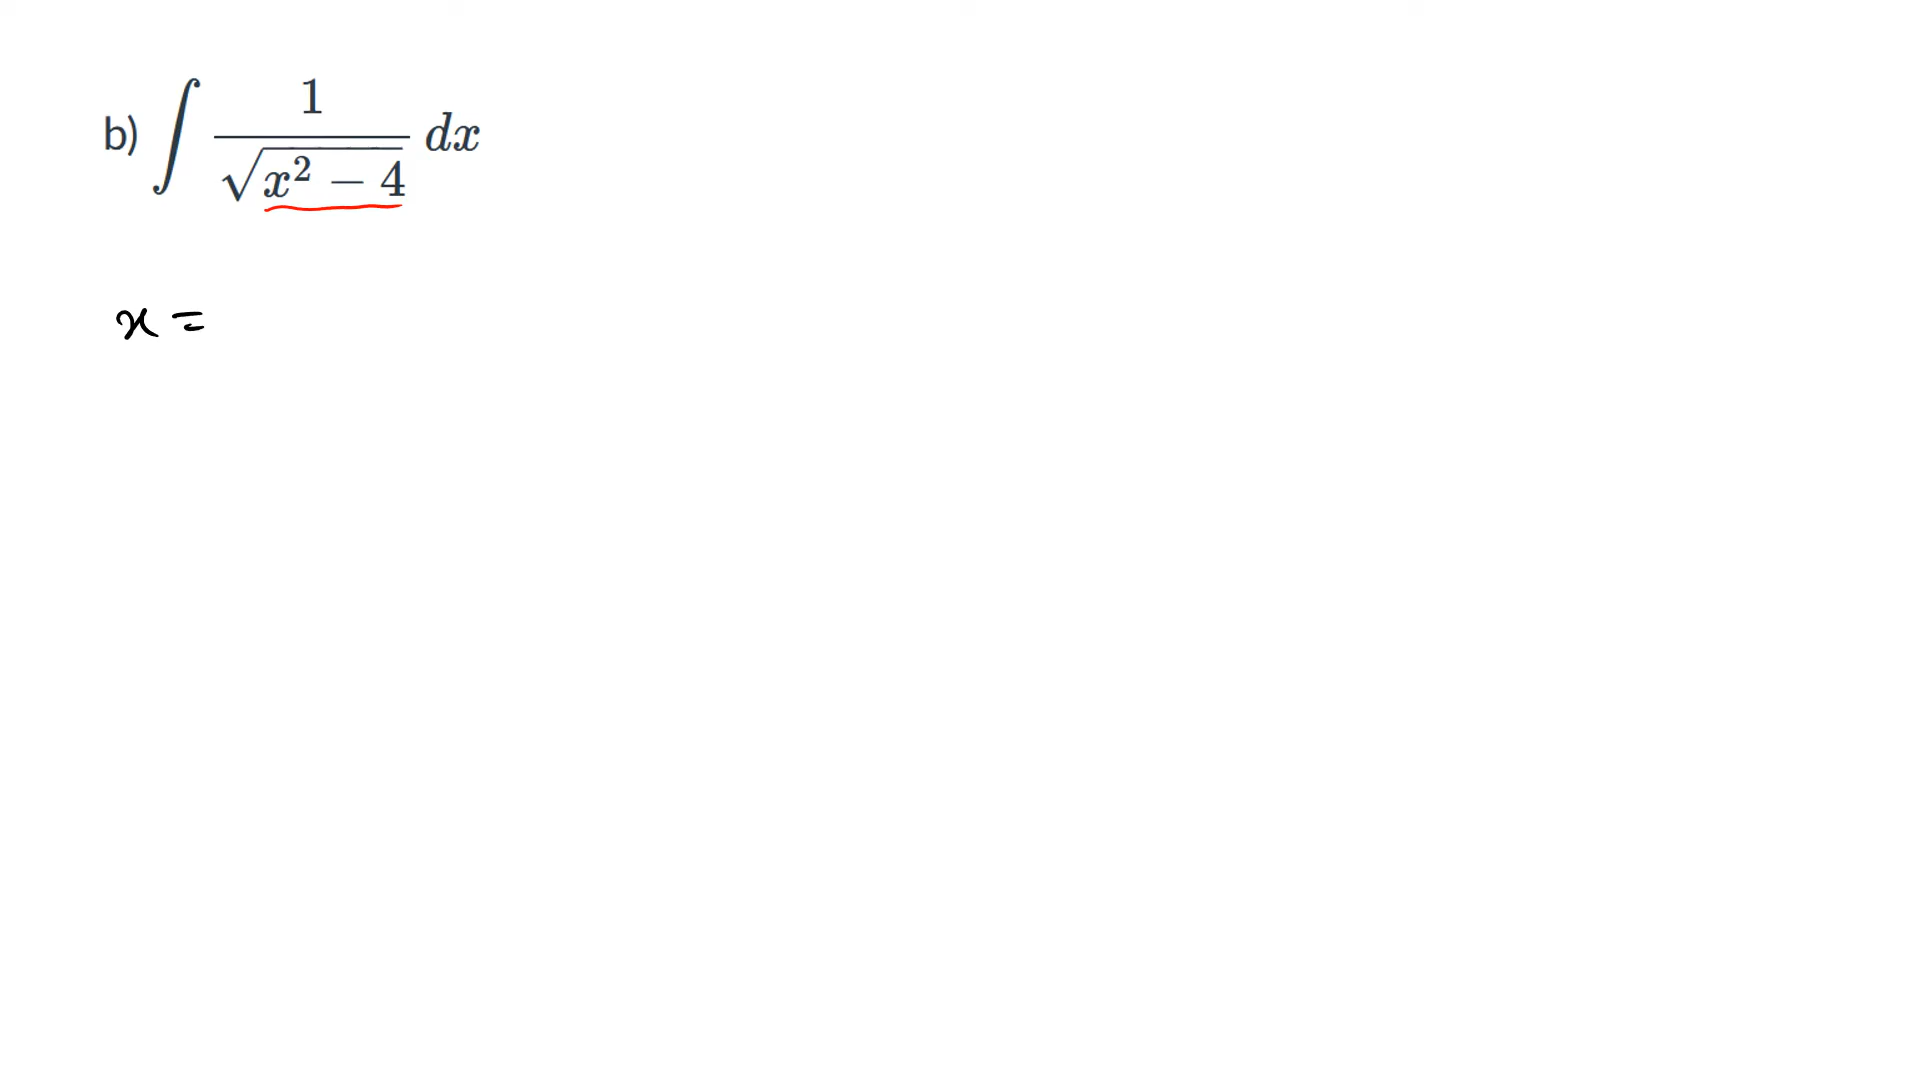 b) ∫ 1/√(x² − 4) dx
x =